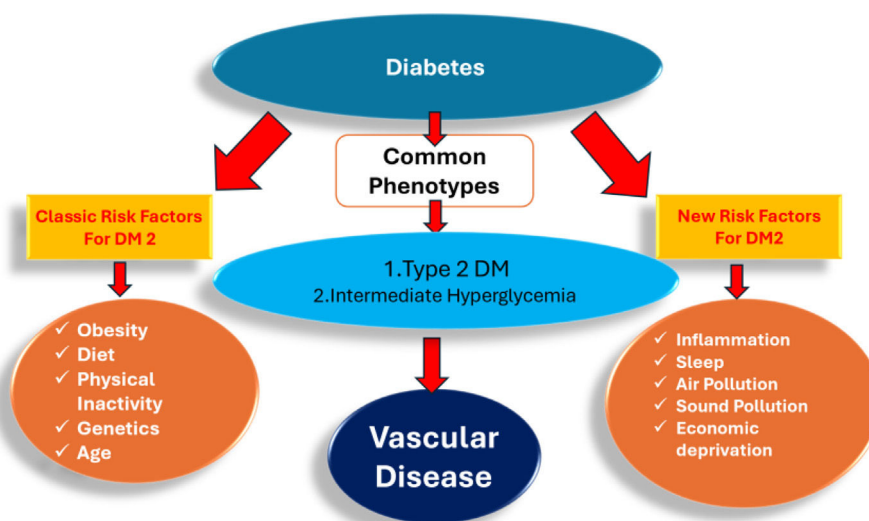 Diabetes
Common
Phenotypes
Classic Risk Factors
For DM 2
New Risk Factors
For DM2
1.Type 2 DM
2.Intermediate Hyperglycemia
✓ Obesity
✓ Diet
✓ Physical
Inactivity
✓ Genetics
✓ Age
✓ Inflammation
✓ Sleep
✓ Air Pollution
✓ Sound Pollution
✓ Economic
deprivation
Vascular
Disease